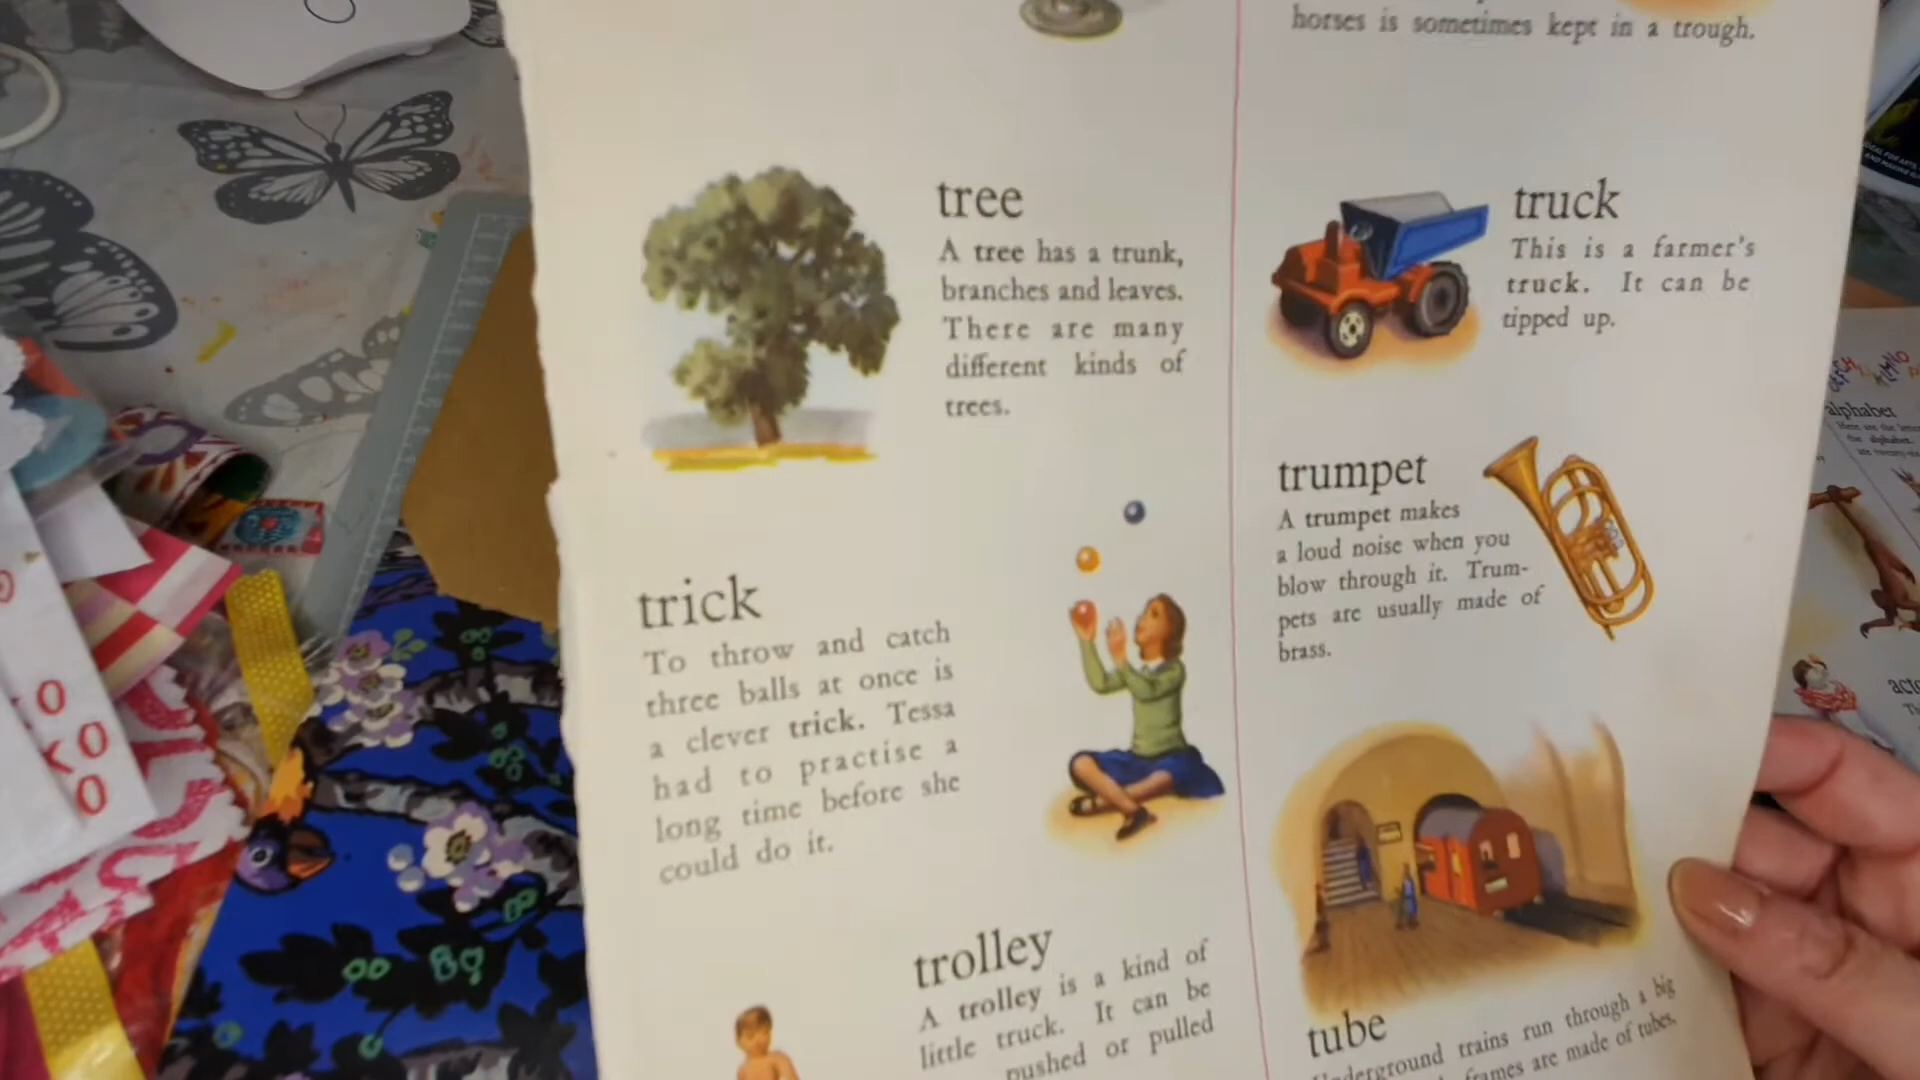 tree
A tree has a trunk,
branches and leaves.
There are many
different kinds of
trees.
trick
To throw and catch
three balls at once is
a clever trick. Tessa
had to practise a
long time before she
could do it.
trolley
A trolley is a kind of
little truck. It can be
pushed or pulled
horses is sometimes kept in a trough.
truck
This is a farmer's
truck. It can be
tipped up.
trumpet
A trumpet makes
a loud noise when you
blow through it. Trum-
pets are usually made of
brass.
tube
Underground trains run through a big
frames are made of tubes.
alphabet